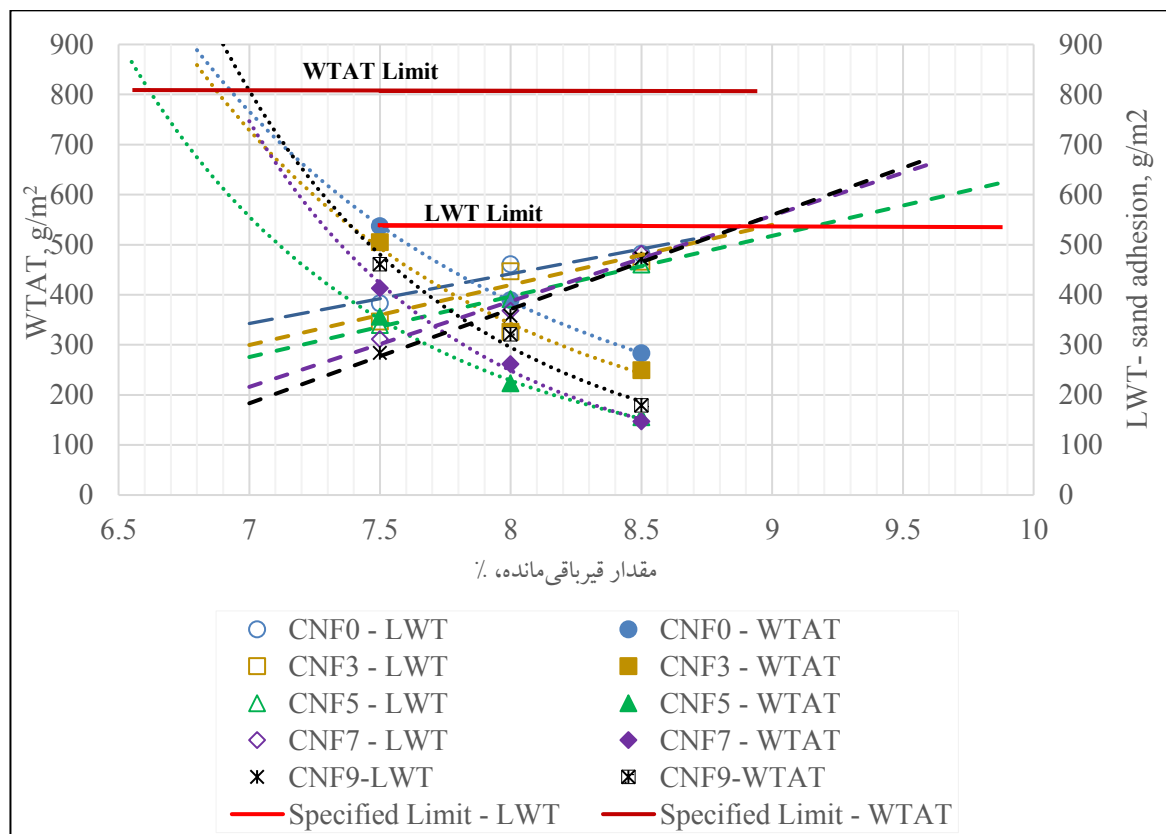 WTAT Limit
LWT Limit
WTAT, g/m2
900
800
700
600
500
400
300
200
100
0
900
800
700
600
500
400
300
200
100
0
LWT- sand adhesion, g/m2
6.5 7 7.5 8 8.5 9 9.5 10
مقدار قیرباقی‌مانده، ٪
CNF0 - LWT CNF0 - WTAT
CNF3 - LWT CNF3 - WTAT
CNF5 - LWT CNF5 - WTAT
CNF7 - LWT CNF7 - WTAT
CNF9-LWT CNF9-WTAT
Specified Limit - LWT Specified Limit - WTAT